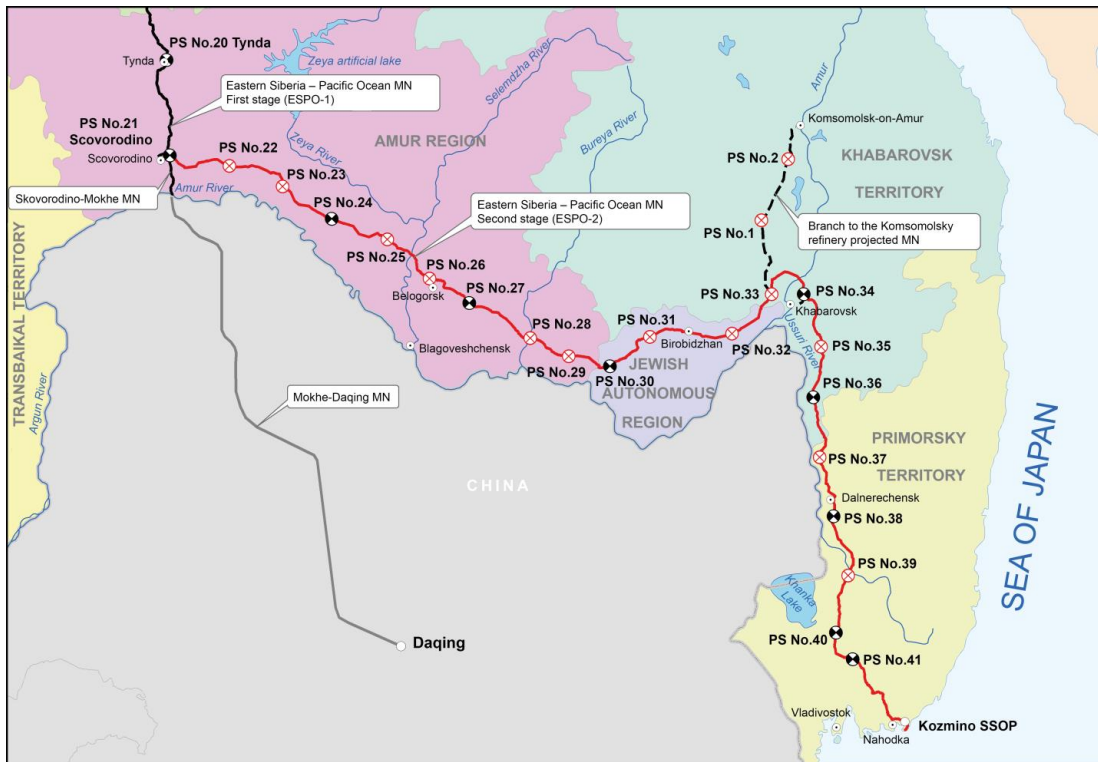 PS No.20 Tynda
Tynda
Zeya artificial lake
Selemdzha River
Amur
Eastern Siberia – Pacific Ocean MN
First stage (ESPO-1)
Komsomolsk-on-Amur
PS No.21
Scovorodino
Scovorodino
PS No.22
Zeya River
AMUR REGION
Bureya River
PS No.2
KHABAROVSK
TERRITORY
PS No.23
Skovorodino-Mokhe MN
Amur River
PS No.24
Eastern Siberia – Pacific Ocean MN
Second stage (ESPO-2)
PS No.1
Branch to the Komsomolsky
refinery projected MN
TRANSBAIKAL TERRITORY
Argun River
PS No.25
PS No.26
Belogorsk
PS No.27
PS No.33
PS No.34
Khabarovsk
Ussuri River
PS No.28
PS No.31
Birobidzhan
PS No.32
Blagoveshchensk
PS No.29
PS No.30
JEWISH
AUTONOMOUS
REGION
PS No.35
PS No.36
Mokhe-Daqing MN
PRIMORSKY
TERRITORY
PS No.37
CHINA
Dalnerechensk
PS No.38
SEA OF JAPAN
PS No.39
Khanka
Lake
Daqing
PS No.40
PS No.41
Vladivostok
Nahodka
Kozmino SSOP